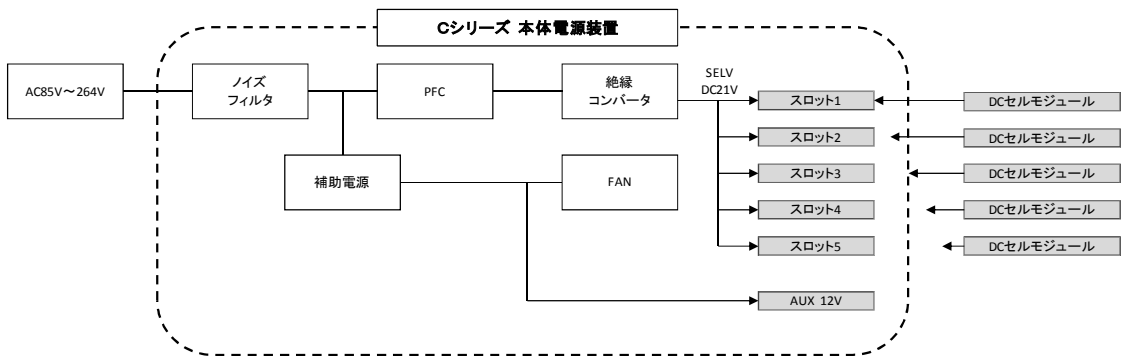 Cシリーズ 本体電源装置
AC85V～264V
ノイズ
フィルタ
PFC
絶縁
コンバータ
SELV
DC21V
スロット1
DCセルモジュール
スロット2
DCセルモジュール
補助電源
FAN
スロット3
DCセルモジュール
スロット4
DCセルモジュール
スロット5
DCセルモジュール
AUX 12V